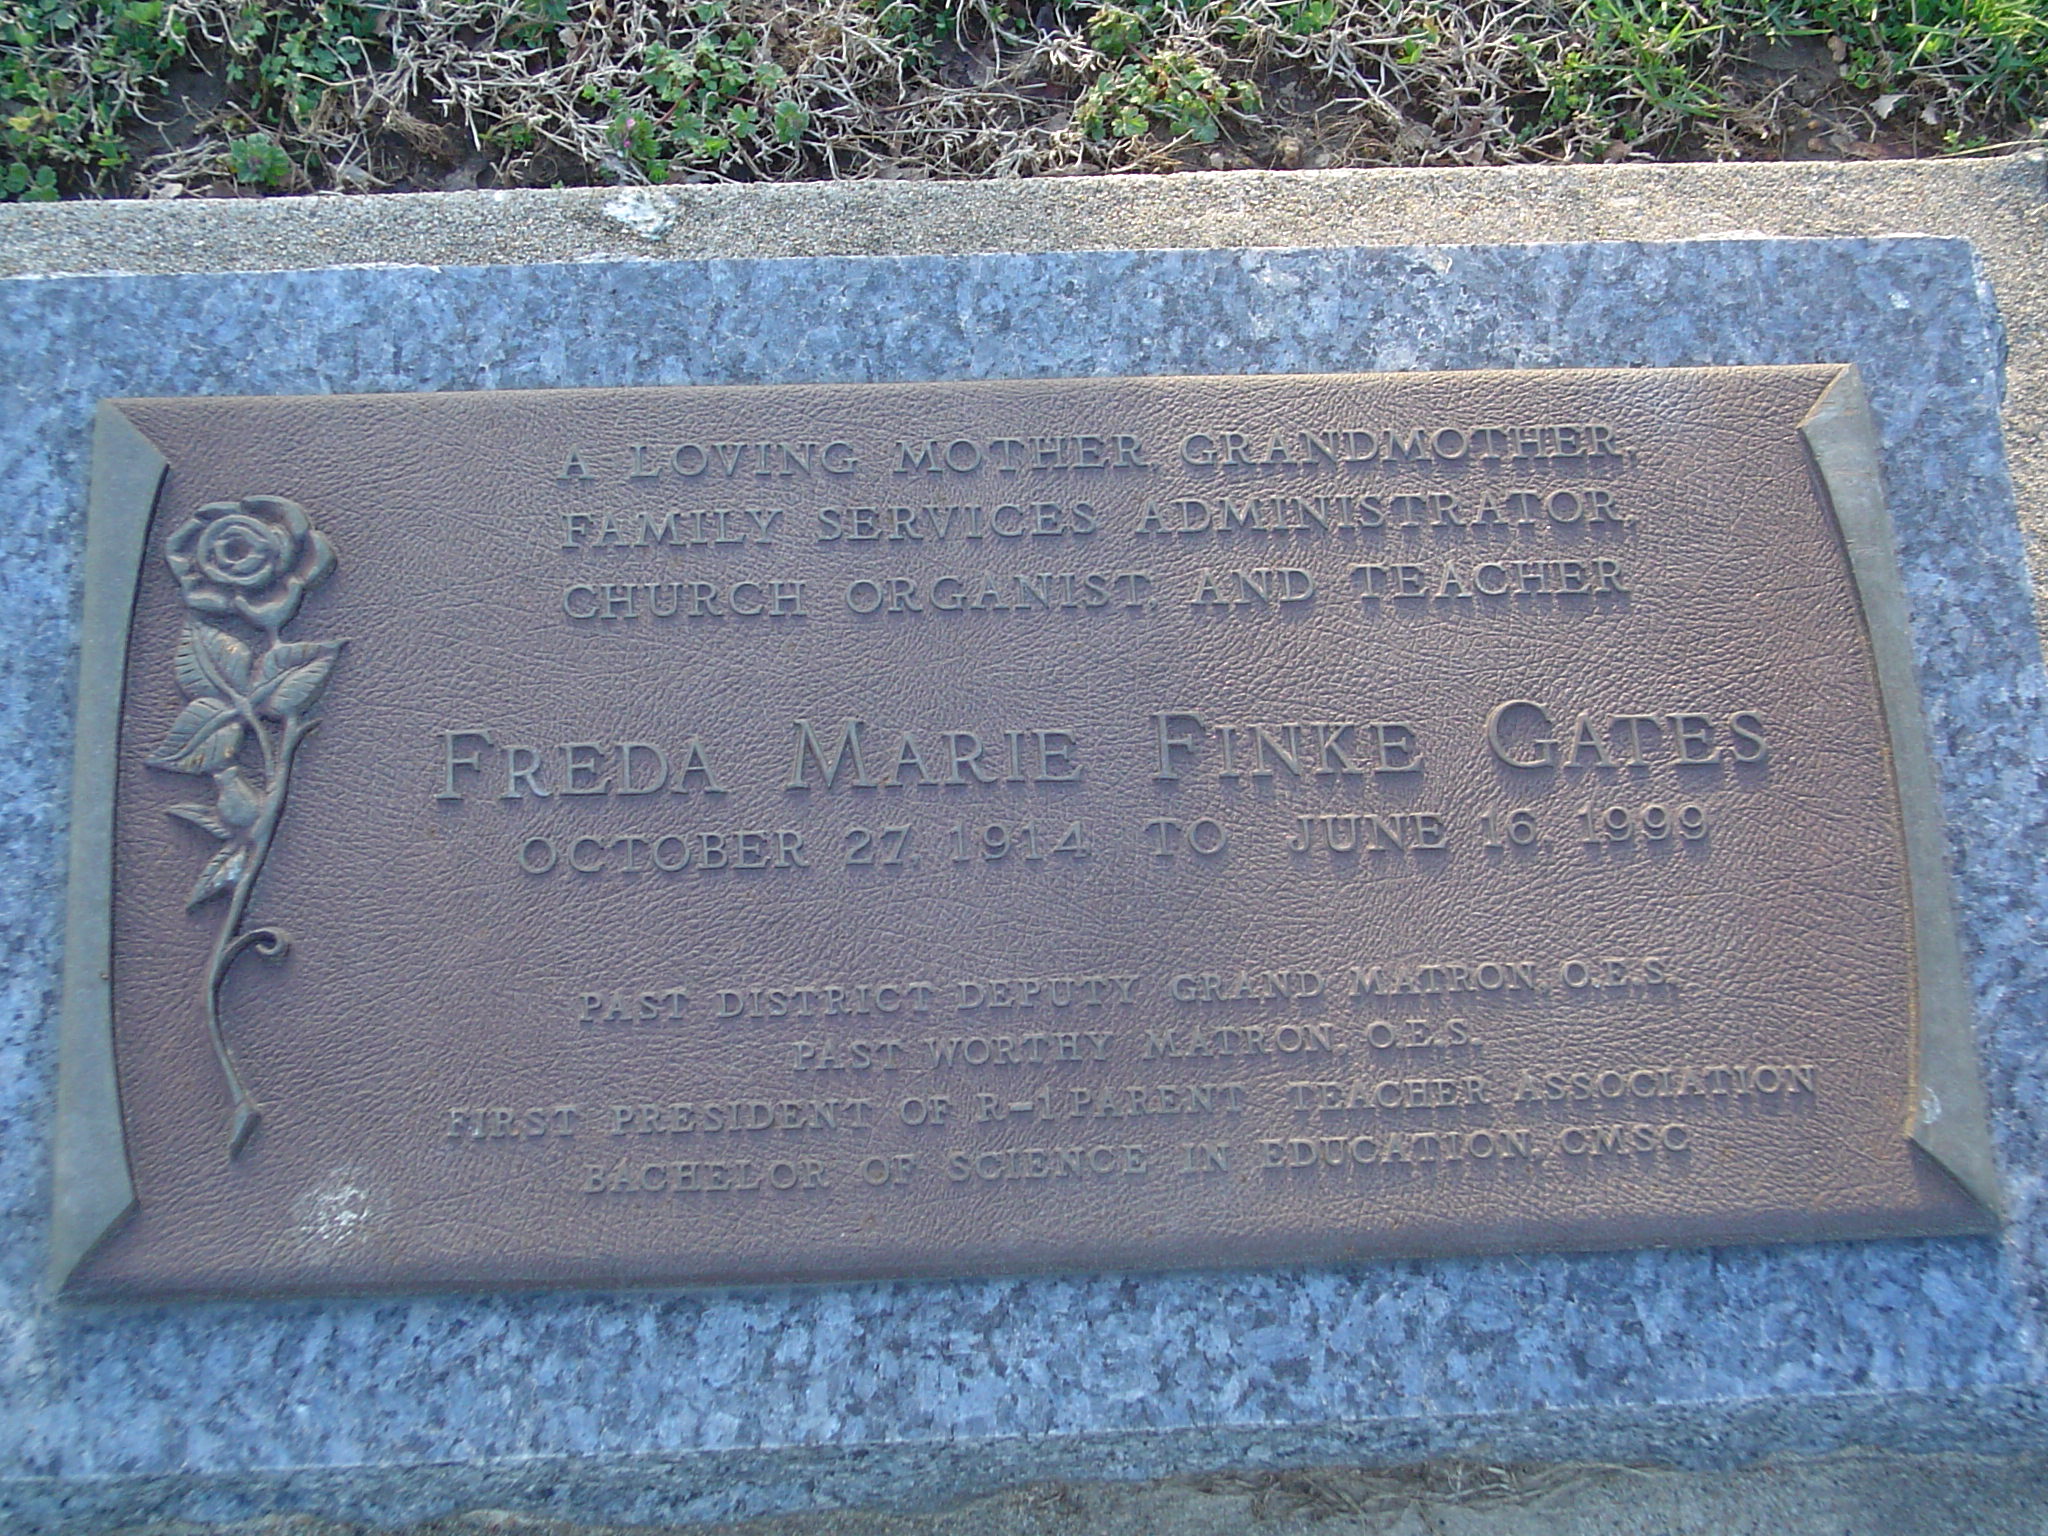 A LOVING MOTHER, GRANDMOTHER,
FAMILY SERVICES ADMINISTRATOR,
CHURCH ORGANIST, AND TEACHER
FREDA MARIE FINKE GATES
OCTOBER 27, 1914 TO JUNE 16, 1999
PAST DISTRICT DEPUTY GRAND MATRON, O.E.S.
PAST WORTHY MATRON, O.E.S.
FIRST PRESIDENT OF R-1 PARENT TEACHER ASSOCIATION
BACHELOR OF SCIENCE IN EDUCATION, CMSC